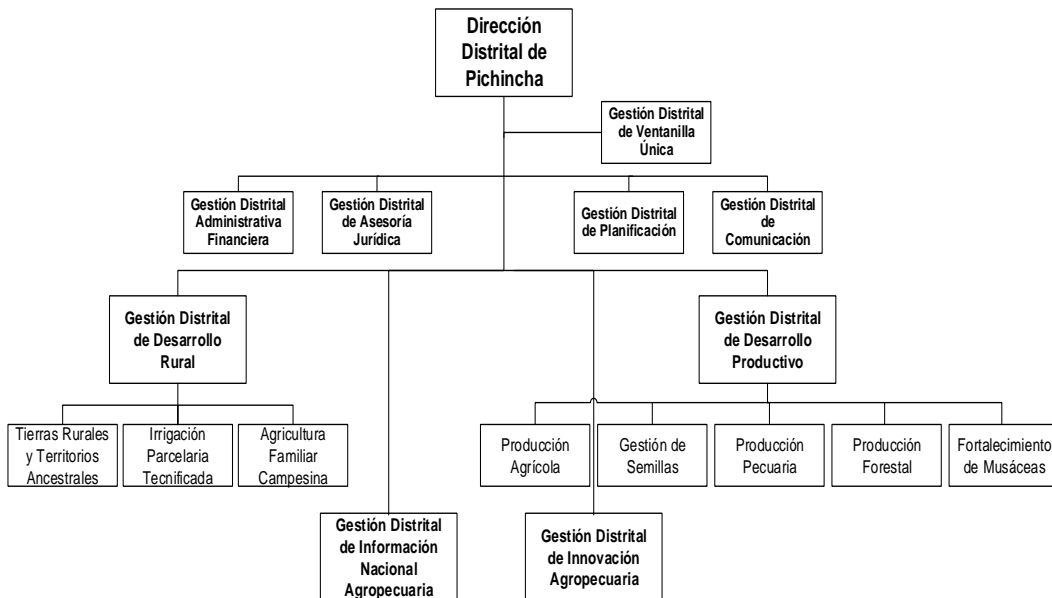 Dirección
Distrital de
Pichincha
Gestión Distrital
de Ventanilla
Única
Gestión Distrital
Administrativa
Financiera
Gestión Distrital
de Asesoría
Jurídica
Gestión Distrital
de Planificación
Gestión Distrital
de
Comunicación
Gestión Distrital
de Desarrollo
Rural
Gestión Distrital
de Desarrollo
Productivo
Tierras Rurales
y Territorios
Ancestrales
Irrigación
Parcelaria
Tecnificada
Agricultura
Familiar
Campesina
Producción
Agrícola
Gestión de
Semillas
Producción
Pecuaria
Producción
Forestal
Fortalecimiento
de Musáceas
Gestión Distrital
de Información
Nacional
Agropecuaria
Gestión Distrital
de Innovación
Agropecuaria